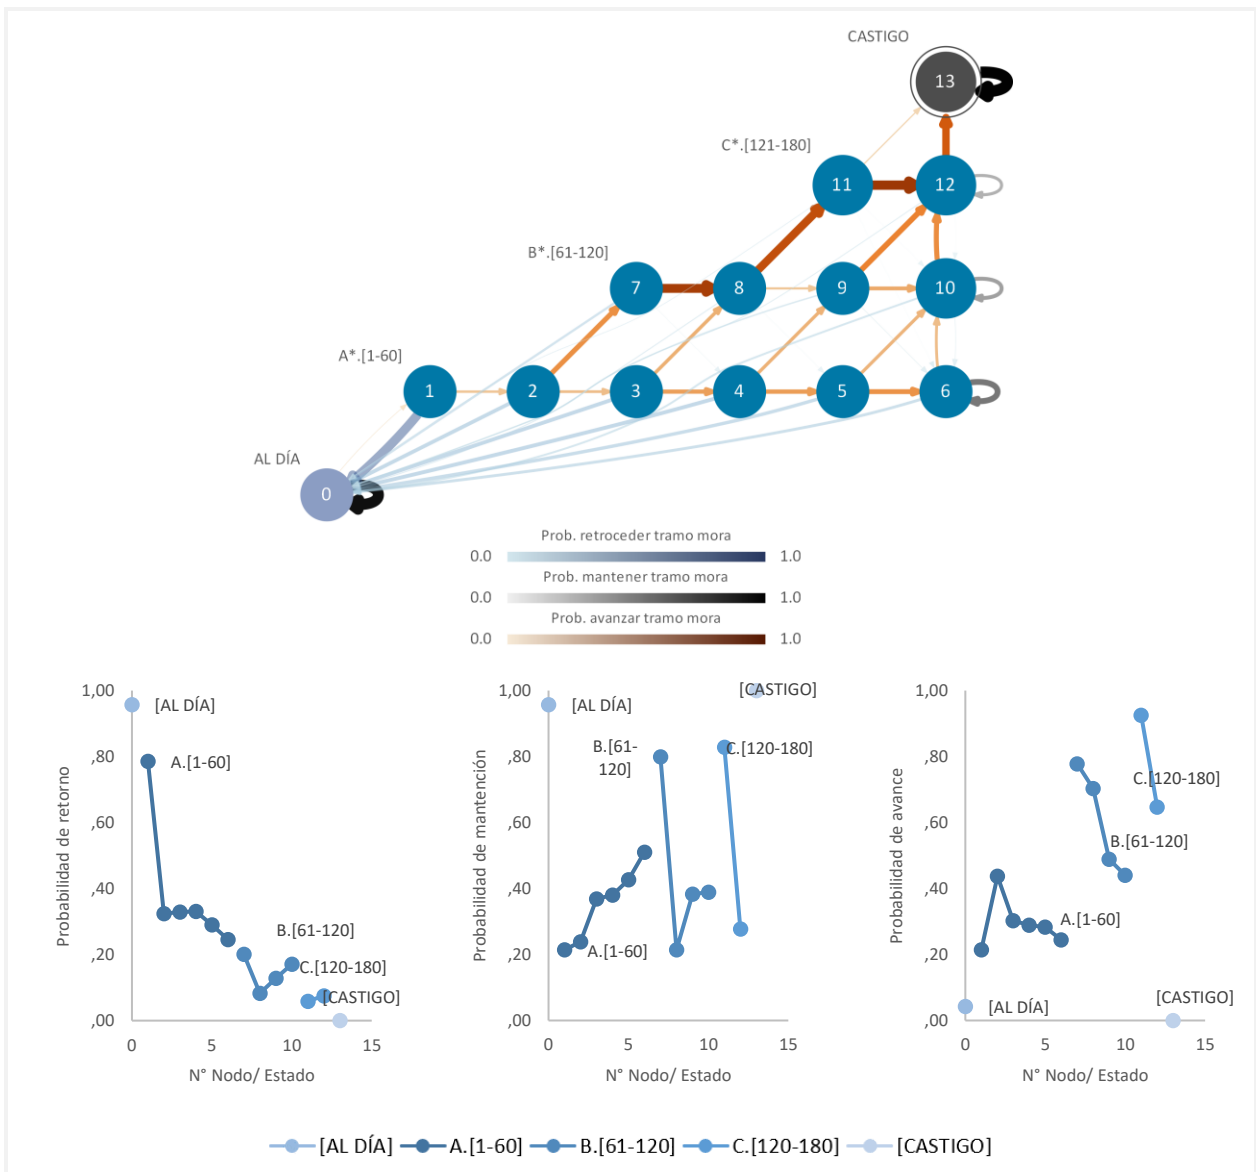 CASTIGO
13
C*.[121-180]
11
12
B*.[61-120]
7
8
9
10
A*.[1-60]
1
2
3
4
5
6
AL DÍA
0
Prob. retroceder tramo mora
0.0
1.0
Prob. mantener tramo mora
0.0
1.0
Prob. avanzar tramo mora
0.0
1.0
Probabilidad de retorno
1,00
,80
,60
,40
,20
,00
[AL DÍA]
A.[1-60]
B.[61-120]
C.[120-180]
[CASTIGO]
0
5
10
15
N° Nodo/ Estado
Probabilidad de mantención
1,00
,80
,60
,40
,20
,00
[CASTIGO]
[AL DÍA]
B.[61-
120]
C.[120-180]
A.[1-60]
0
5
10
15
N° Nodo/ Estado
Probabilidad de avance
1,00
,80
,60
,40
,20
,00
C.[120-180]
B.[61-120]
A.[1-60]
[AL DÍA]
[CASTIGO]
0
5
10
15
N° Nodo/ Estado
[AL DÍA]
A.[1-60]
B.[61-120]
C.[120-180]
[CASTIGO]